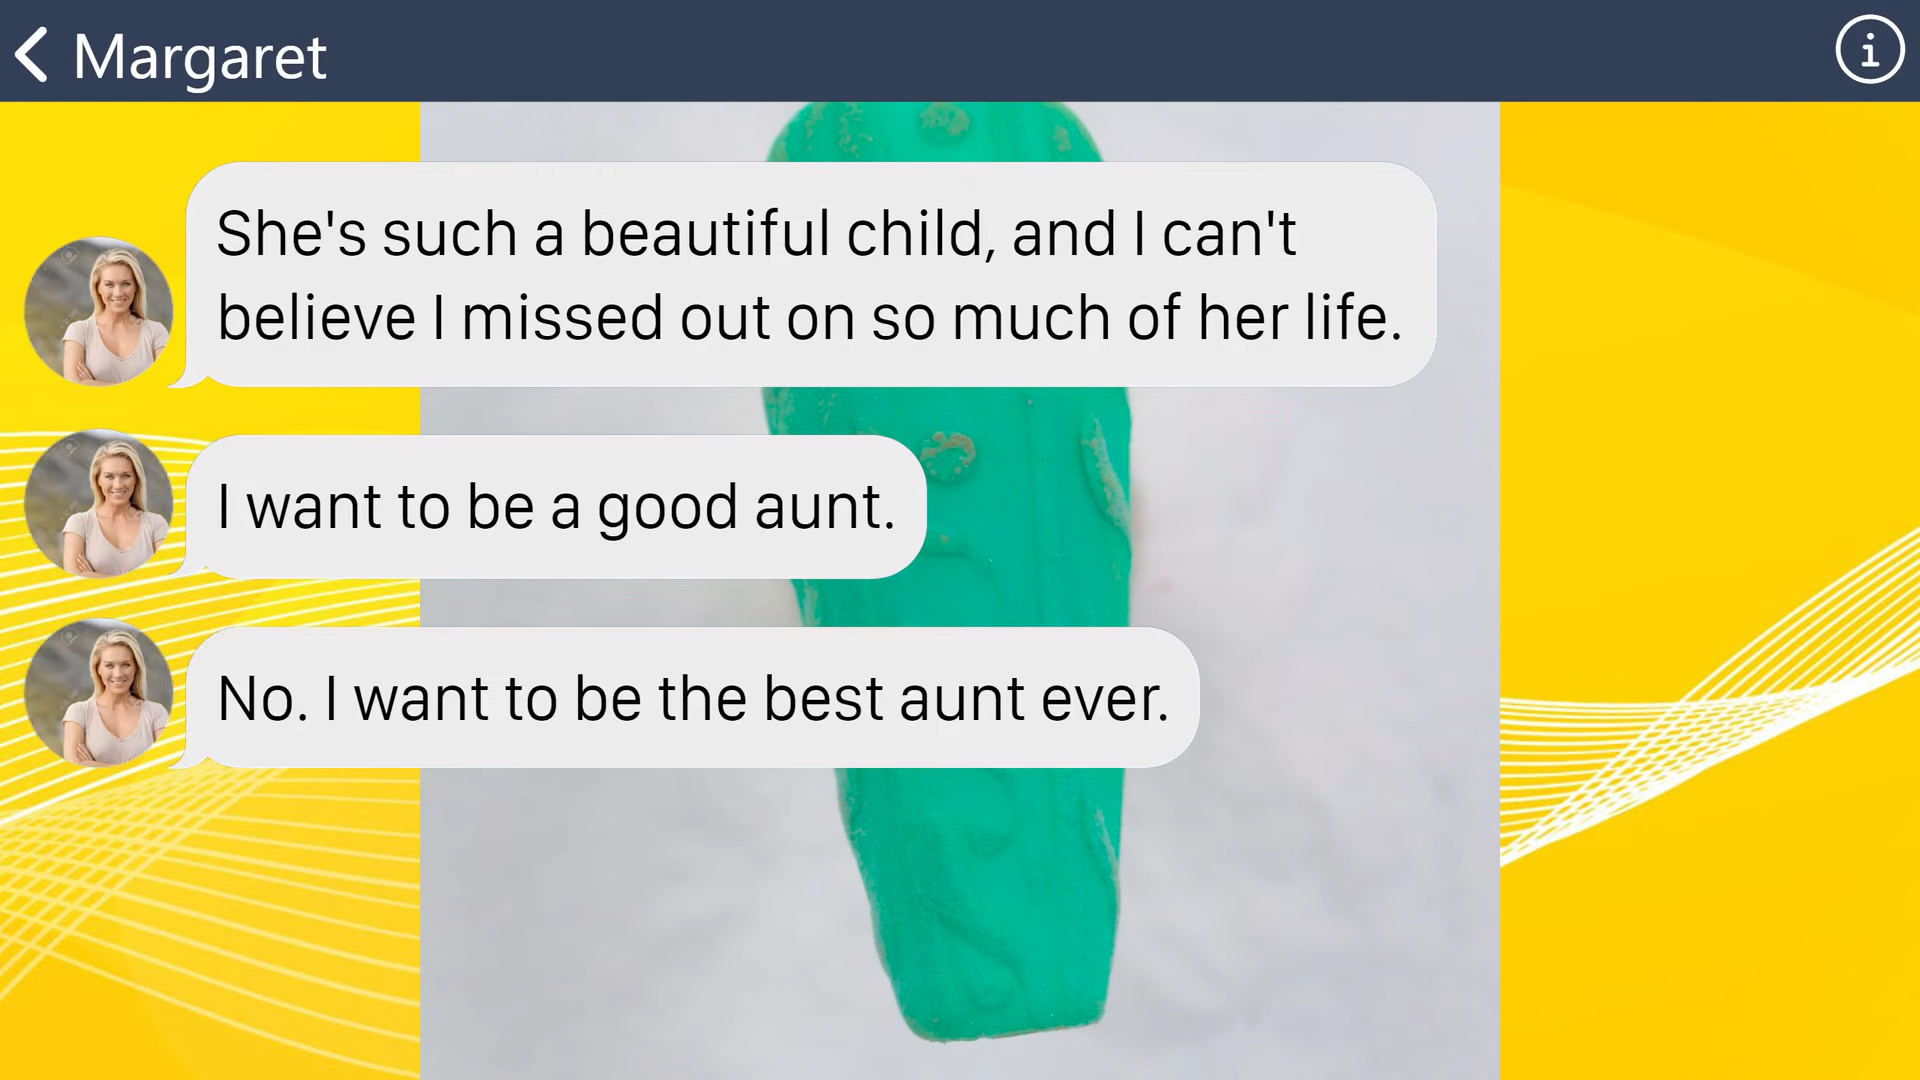 Margaret
She's such a beautiful child, and I can't
believe I missed out on so much of her life.
I want to be a good aunt.
No. I want to be the best aunt ever.